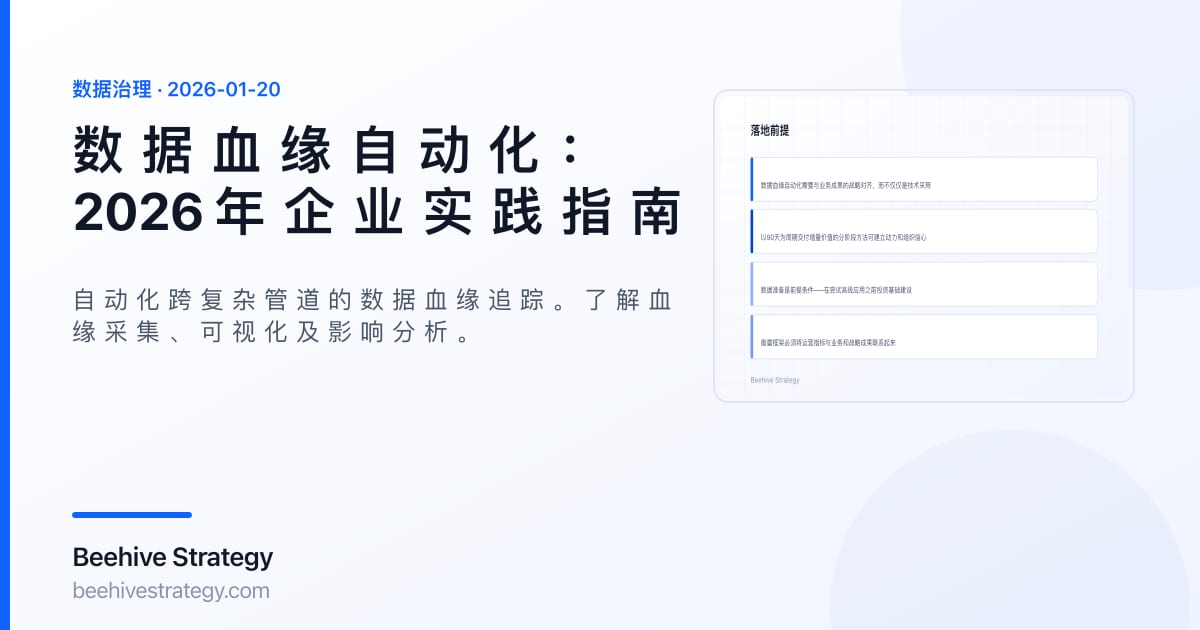 数据治理 · 2026-01-20
数据血缘自动化：
2026年企业实践指南
自动化跨复杂管道的数据血缘追踪。了解血
缘采集、可视化及影响分析。
落地前提
数据血缘自动化需要与业务成果的战略对齐，而不仅仅是技术采用
以90天为周期交付增量价值的分阶段方法可建立动力和组织信心
数据准备是前提条件——在尝试高级应用之前投资基础建设
衡量框架必须将运营指标与业务和战略成果联系起来
Beehive Strategy
Beehive Strategy
beehivestrategy.com